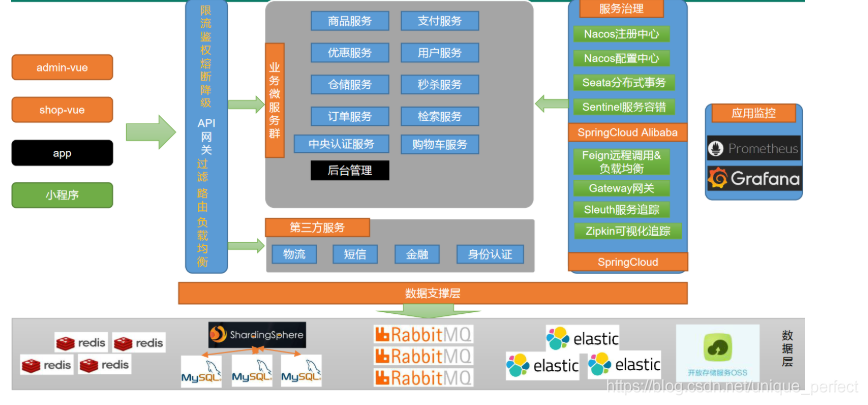 admin-vue
shop-vue
app
小程序
限流
鉴权
熔断
降级
API
网关
过滤
路由
负载
均衡
业务微服务群
商品服务
支付服务
优惠服务
用户服务
仓储服务
秒杀服务
订单服务
检索服务
中央认证服务
购物车服务
后台管理
第三方服务
物流
短信
金融
身份认证
服务治理
Nacos注册中心
Nacos配置中心
Seata分布式事务
Sentinel服务容错
SpringCloud Alibaba
Feign远程调用&
负载均衡
Gateway网关
Sleuth服务追踪
Zipkin可视化追踪
SpringCloud
应用监控
Prometheus
Grafana
数据支撑层
redis
redis
redis
redis
ShardingSphere
MySQL
MySQL
MySQL
RabbitMQ
RabbitMQ
RabbitMQ
elastic
elastic
elastic
开放存储服务OSS
数据层
https://blog.csdn.net/unique_perfect